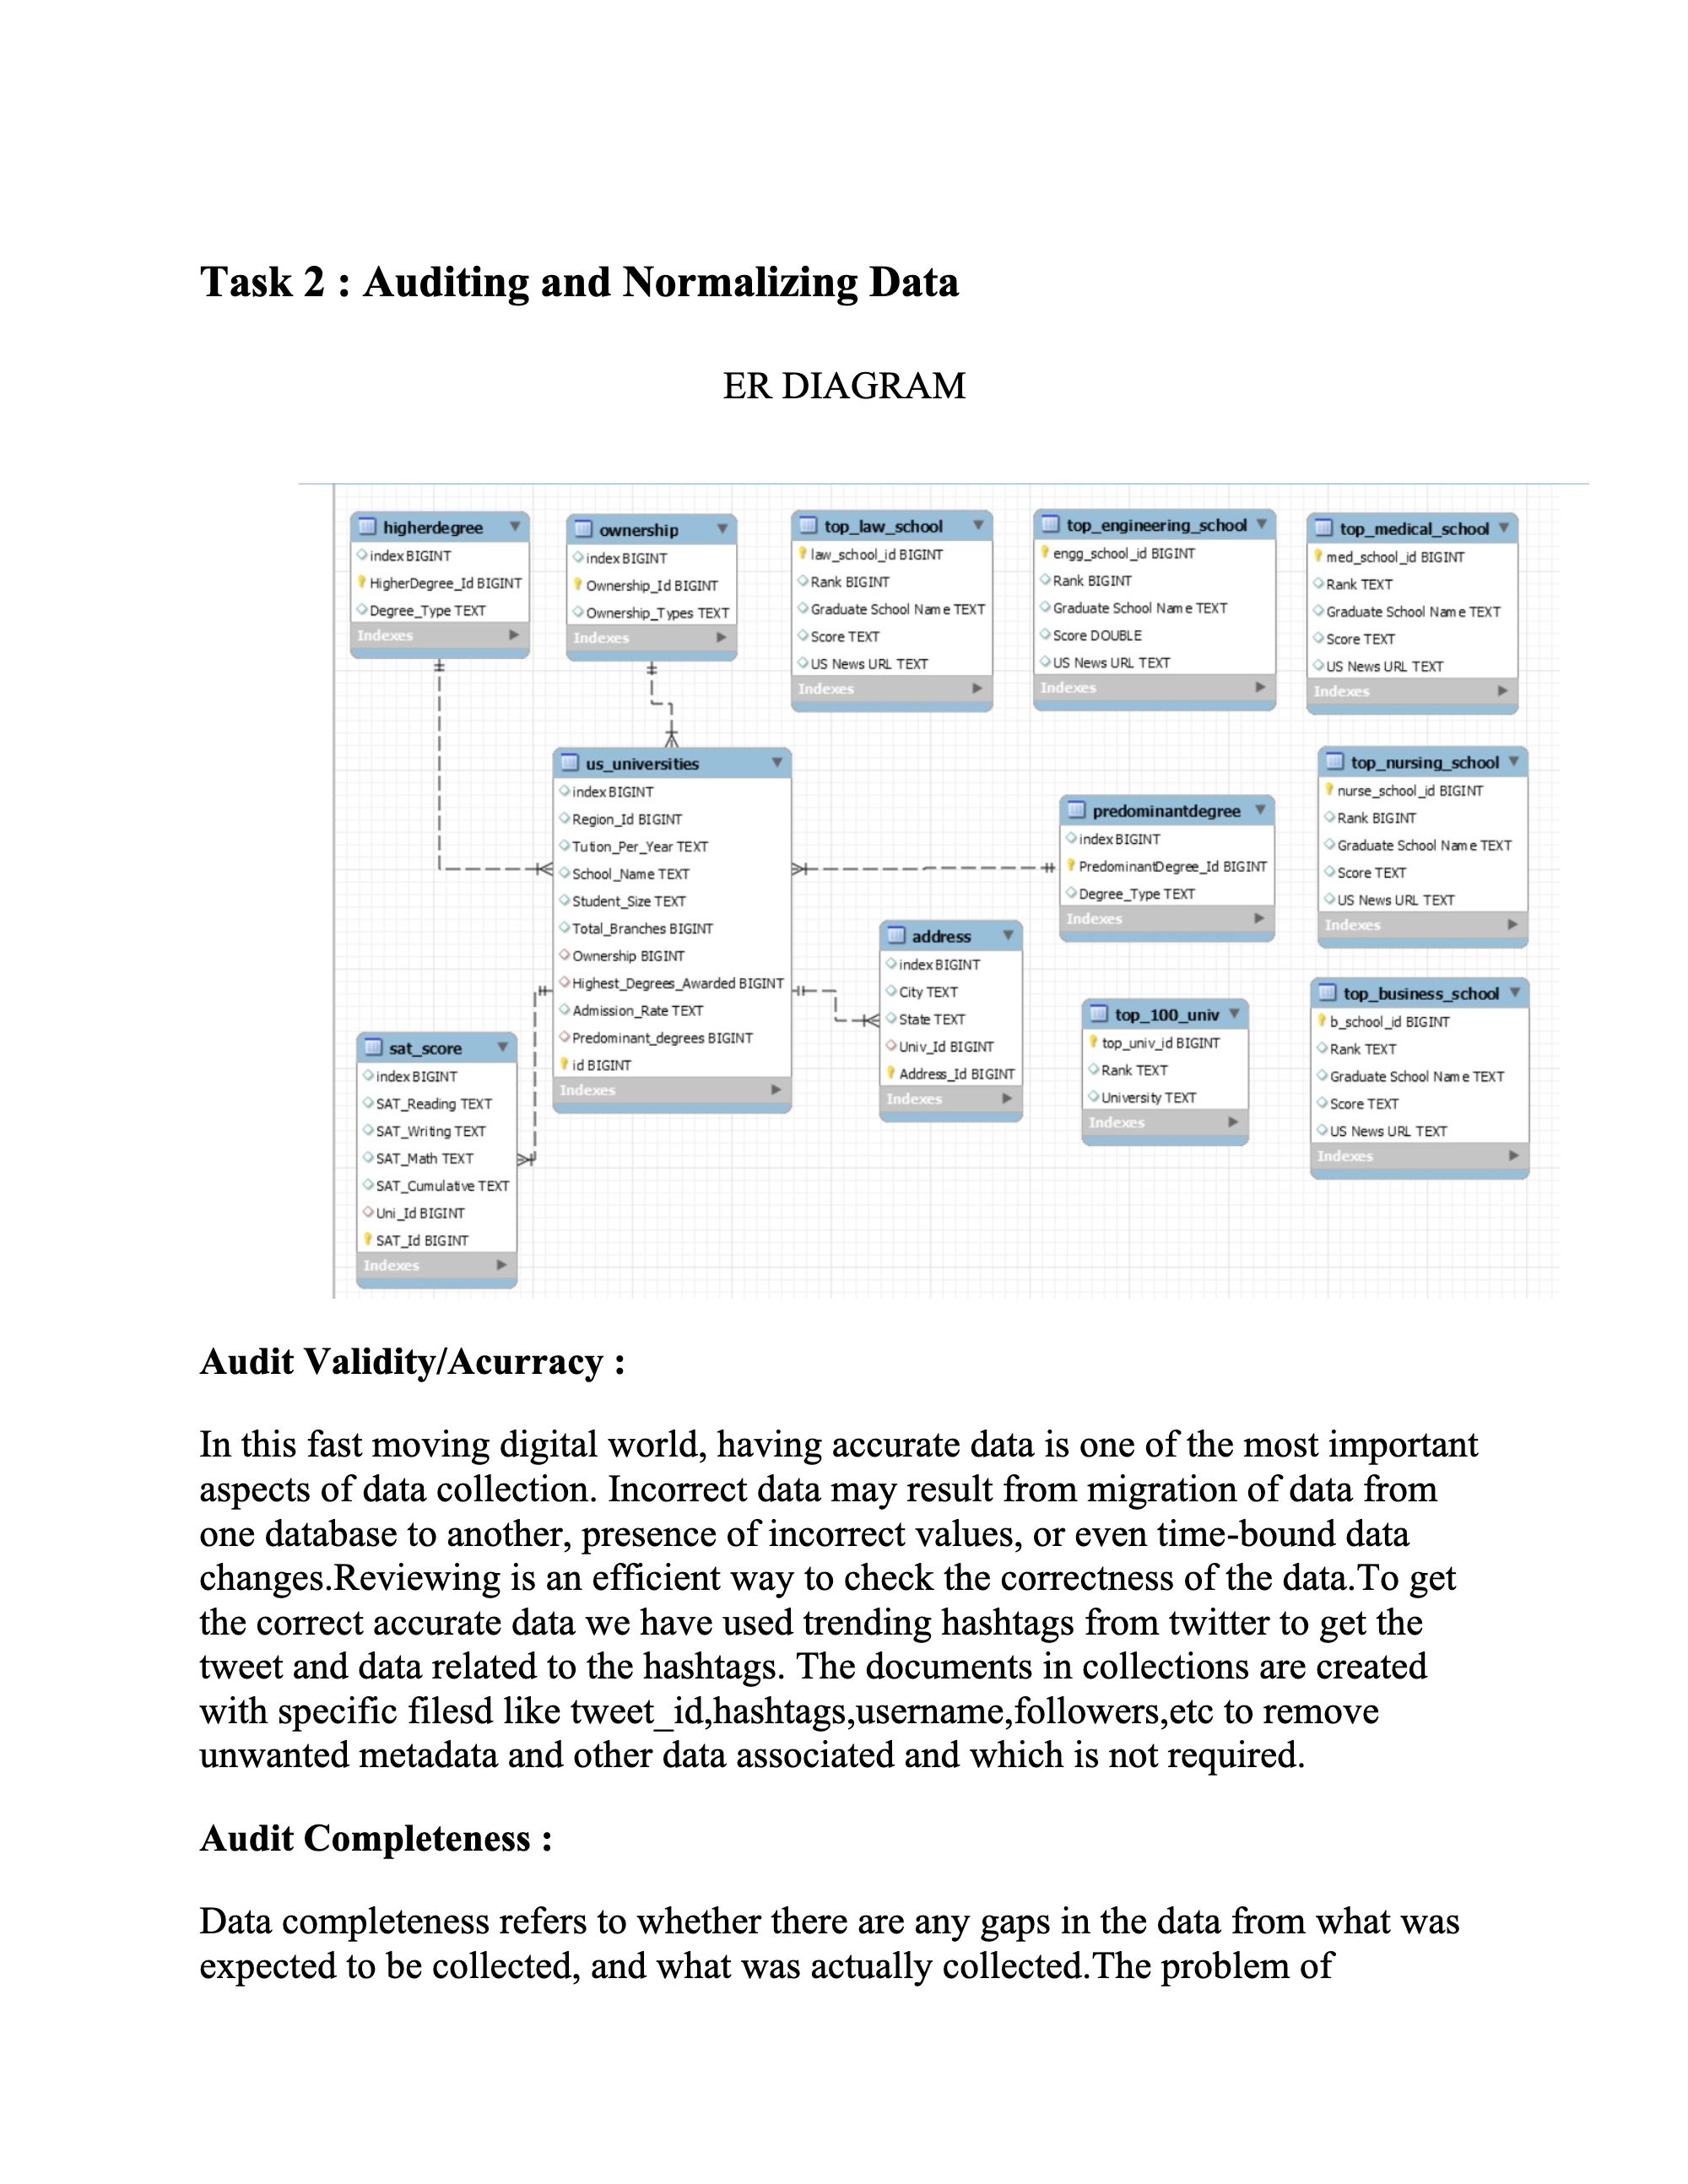 Task 2 : Auditing and Normalizing Data
ER DIAGRAM
higherdegree
index BIGINT
HigherDegree_Id BIGINT
Degree_Type TEXT
Indexes
ownership
index BIGINT
Ownership_Id BIGINT
Ownership_Types TEXT
Indexes
top_law_school
law_school_id BIGINT
Rank BIGINT
Graduate School Name TEXT
Score TEXT
US News URL TEXT
Indexes
top_engineering_school
engg_school_id BIGINT
Rank BIGINT
Graduate School Name TEXT
Score DOUBLE
US News URL TEXT
Indexes
top_medical_school
med_school_id BIGINT
Rank TEXT
Graduate School Name TEXT
Score TEXT
US News URL TEXT
Indexes
us_universities
index BIGINT
Region_Id BIGINT
Tution_Per_Year TEXT
School_Name TEXT
Student_Size TEXT
Total_Branches BIGINT
Ownership BIGINT
Highest_Degrees_Awarded BIGINT
Admission_Rate TEXT
Predominant_degrees BIGINT
id BIGINT
Indexes
predominantdegree
index BIGINT
PredominantDegree_Id BIGINT
Degree_Type TEXT
Indexes
top_nursing_school
nurse_school_id BIGINT
Rank BIGINT
Graduate School Name TEXT
Score TEXT
US News URL TEXT
Indexes
address
index BIGINT
City TEXT
State TEXT
Univ_Id BIGINT
Address_Id BIGINT
Indexes
top_100_univ
top_univ_id BIGINT
Rank TEXT
University TEXT
Indexes
top_business_school
b_school_id BIGINT
Rank TEXT
Graduate School Name TEXT
Score TEXT
US News URL TEXT
Indexes
sat_score
index BIGINT
SAT_Reading TEXT
SAT_Writing TEXT
SAT_Math TEXT
SAT_Cumulative TEXT
Uni_Id BIGINT
SAT_Id BIGINT
Indexes
Audit Validity/Acurracy :
In this fast moving digital world, having accurate data is one of the most important
aspects of data collection. Incorrect data may result from migration of data from
one database to another, presence of incorrect values, or even time-bound data
changes.Reviewing is an efficient way to check the correctness of the data.To get
the correct accurate data we have used trending hashtags from twitter to get the
tweet and data related to the hashtags. The documents in collections are created
with specific filesd like tweet_id,hashtags,username,followers,etc to remove
unwanted metadata and other data associated and which is not required.
Audit Completeness :
Data completeness refers to whether there are any gaps in the data from what was
expected to be collected, and what was actually collected.The problem of